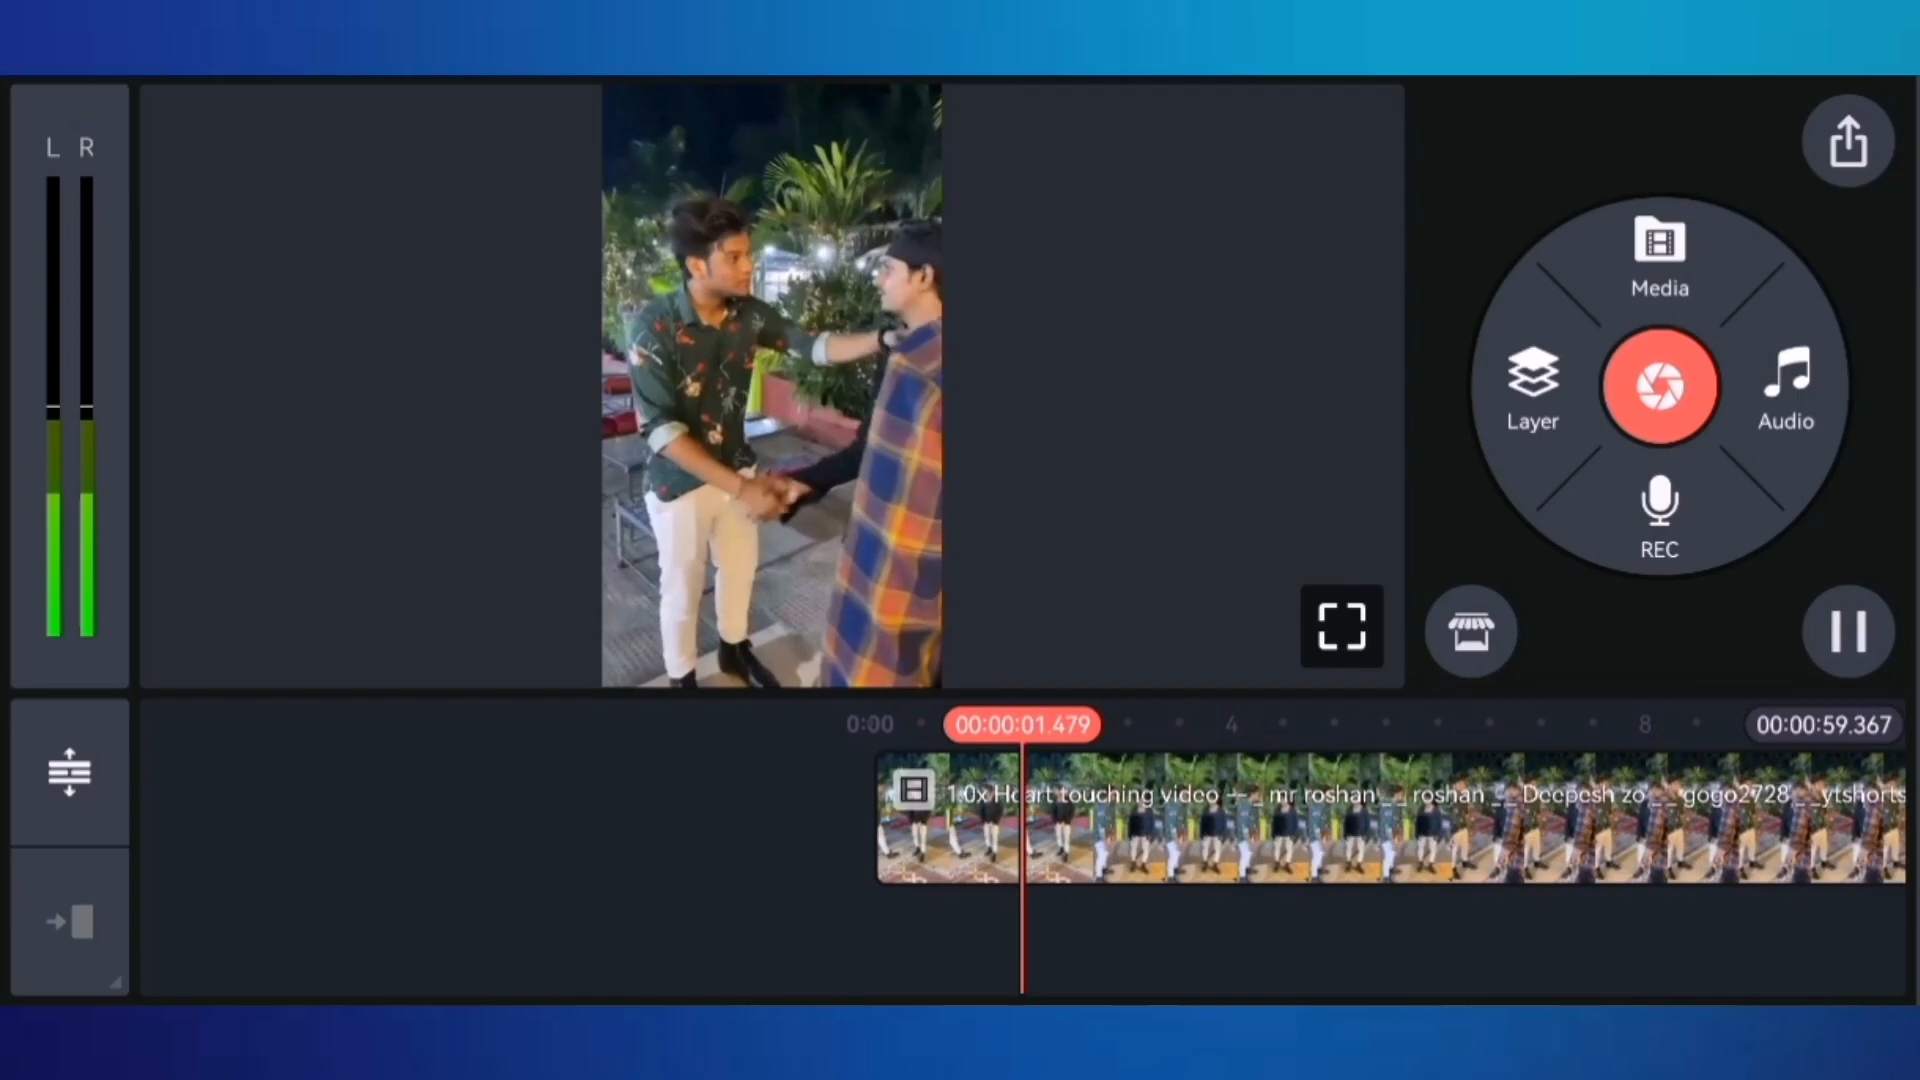 L R
Media
Layer
Audio
REC
0:00
00:00:01.479
4
8
00:00:59.367
1.0x Heart touching video -- _ mr roshan _ _ roshan _ _ Deepesh zo _ _ gogo2728 _ _ ytshorts